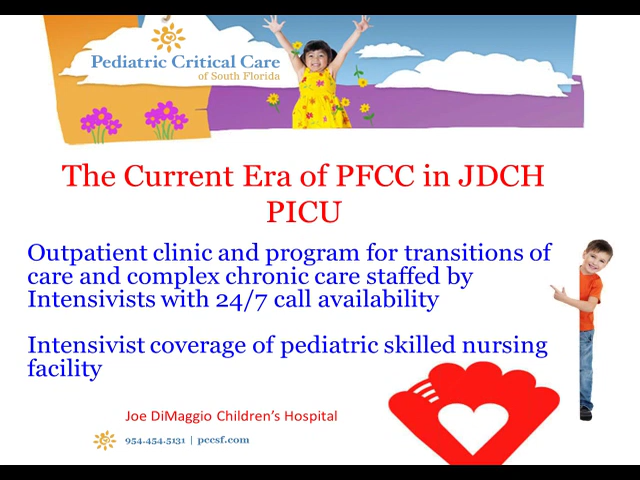 Pediatric Critical Care
of South Florida
The Current Era of PFCC in JDCH
PICU
Outpatient clinic and program for transitions of
care and complex chronic care staffed by
Intensivists with 24/7 call availability
Intensivist coverage of pediatric skilled nursing
facility
Joe DiMaggio Children's Hospital
954.454.5131 | pccsf.com